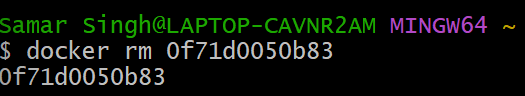 Samar Singh@LAPTOP-CAVNR2AM MINGW64 ~
$ docker rm 0f71d0050b83
0f71d0050b83